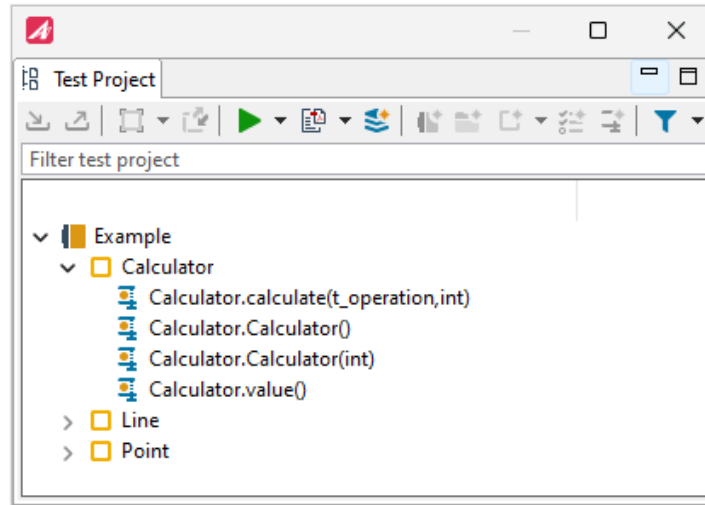 Test Project
Filter test project
Example
Calculator
Calculator.calculate(t_operation,int)
Calculator.Calculator()
Calculator.Calculator(int)
Calculator.value()
Line
Point